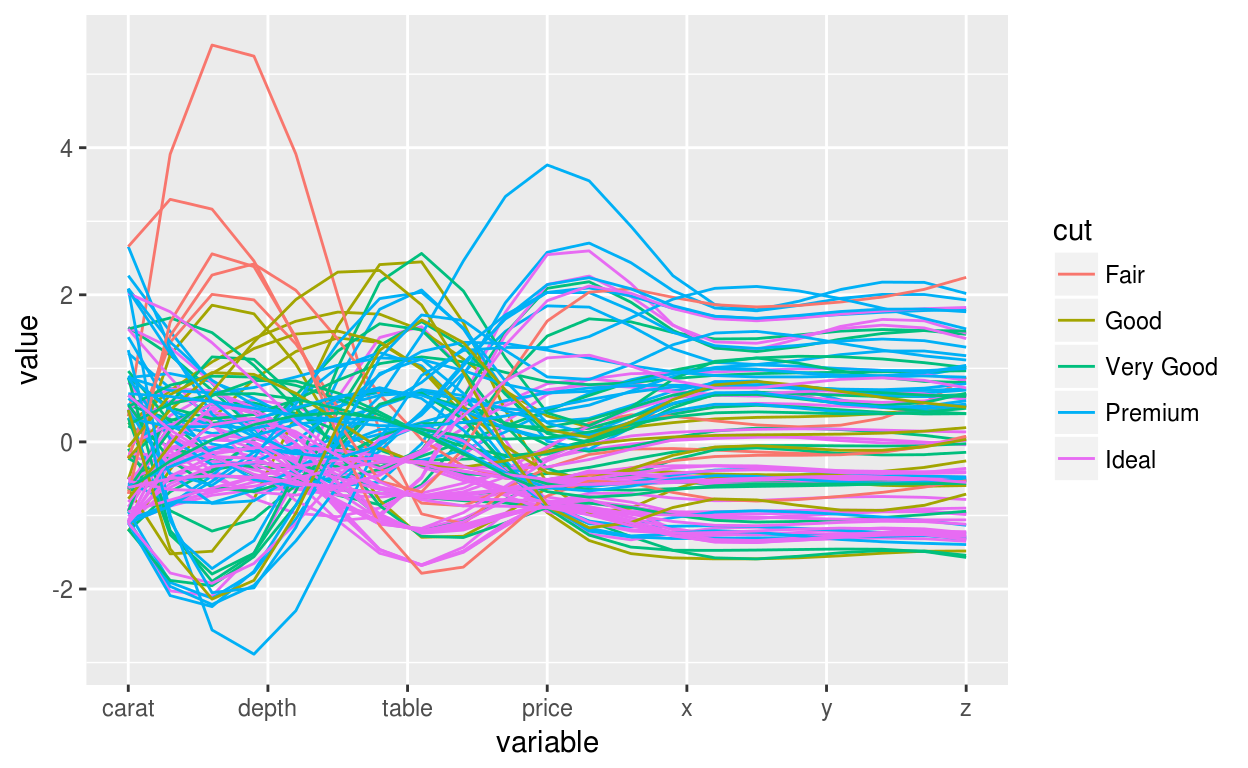 4
2
0
-2
value
carat depth table price x y z
variable
cut
Fair
Good
Very Good
Premium
Ideal